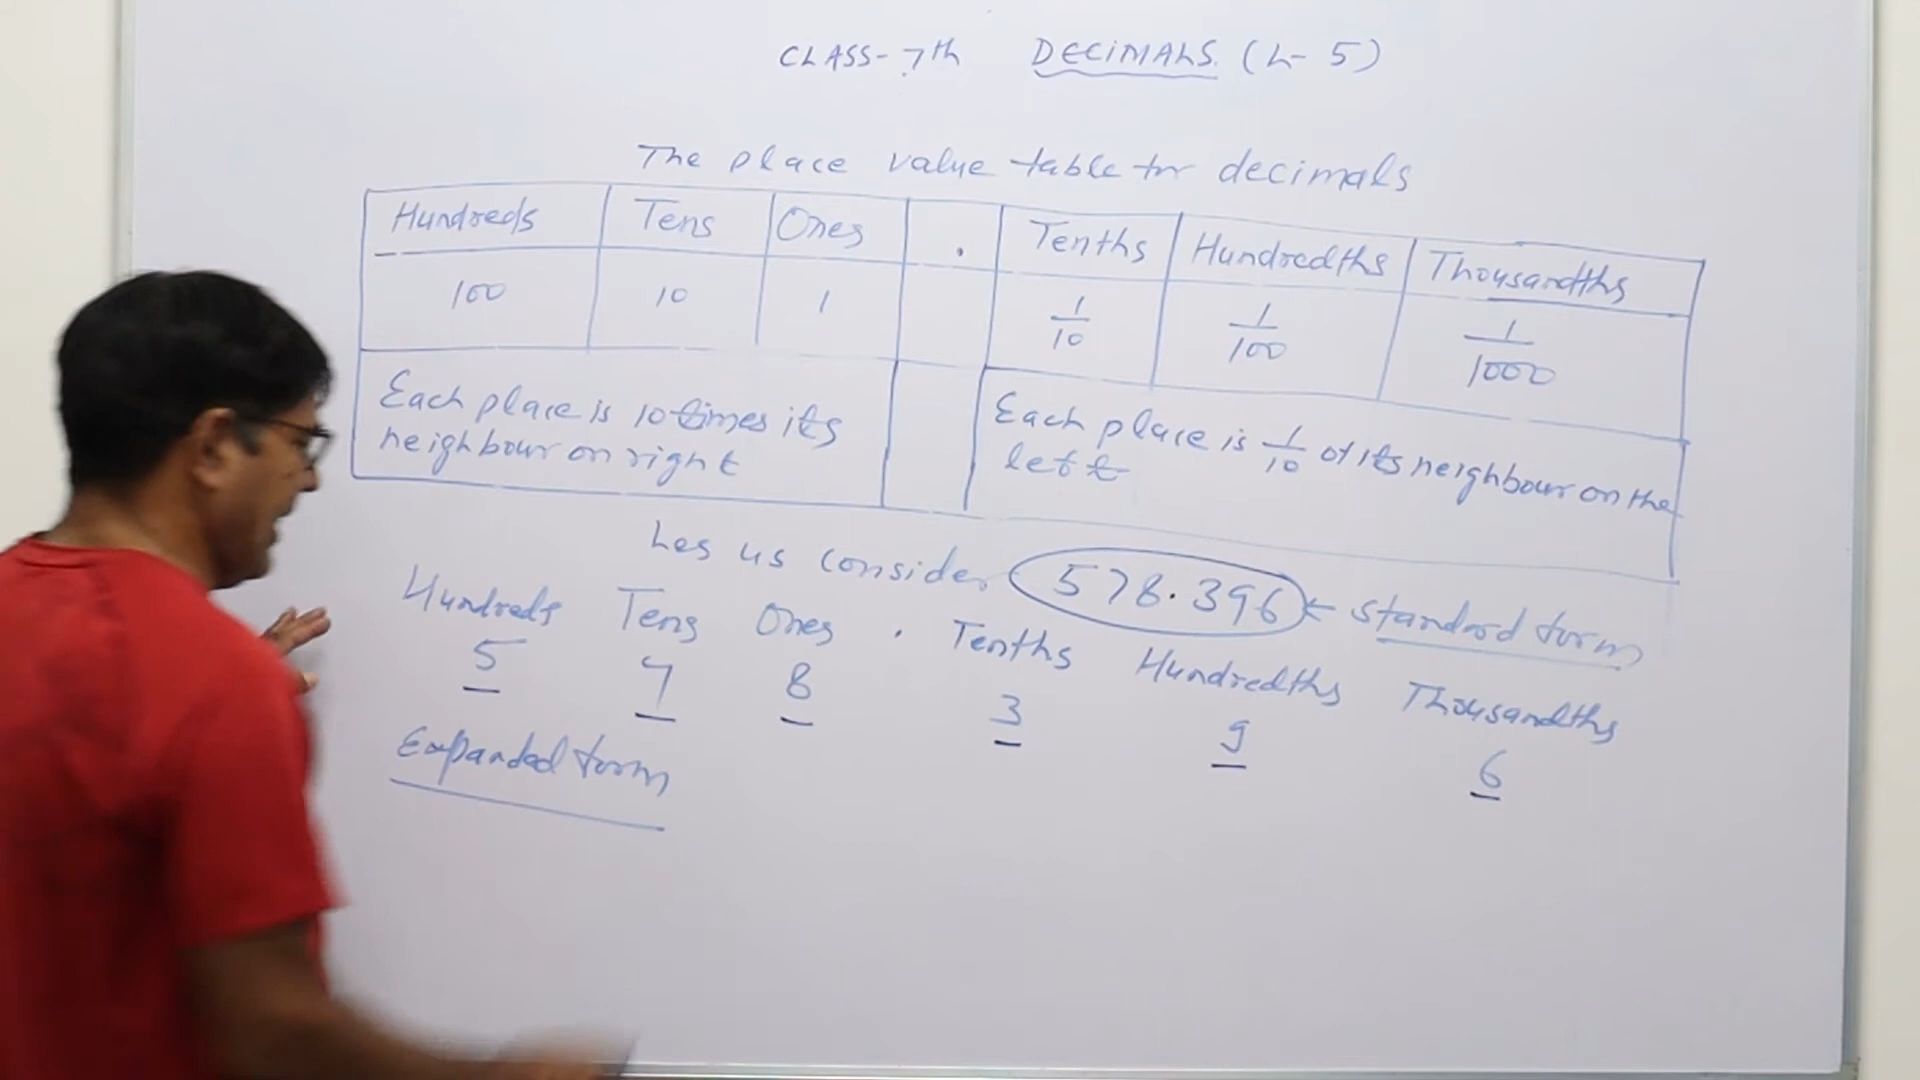 CLASS-7th DECIMALS. (L-5)
The place value table for decimals
Hundreds Tens Ones . Tenths Hundredths Thousandths
100 10 1 1/10 1/100 1/1000
Each place is 10 times its
neighbour on right
Each place is 1/10 of its neighbour on the
left
Les us consider 578.396 ← standard form
Hundreds Tens Ones . Tenths Hundredths Thousandths
5 7 8 3 9 6
Expanded form